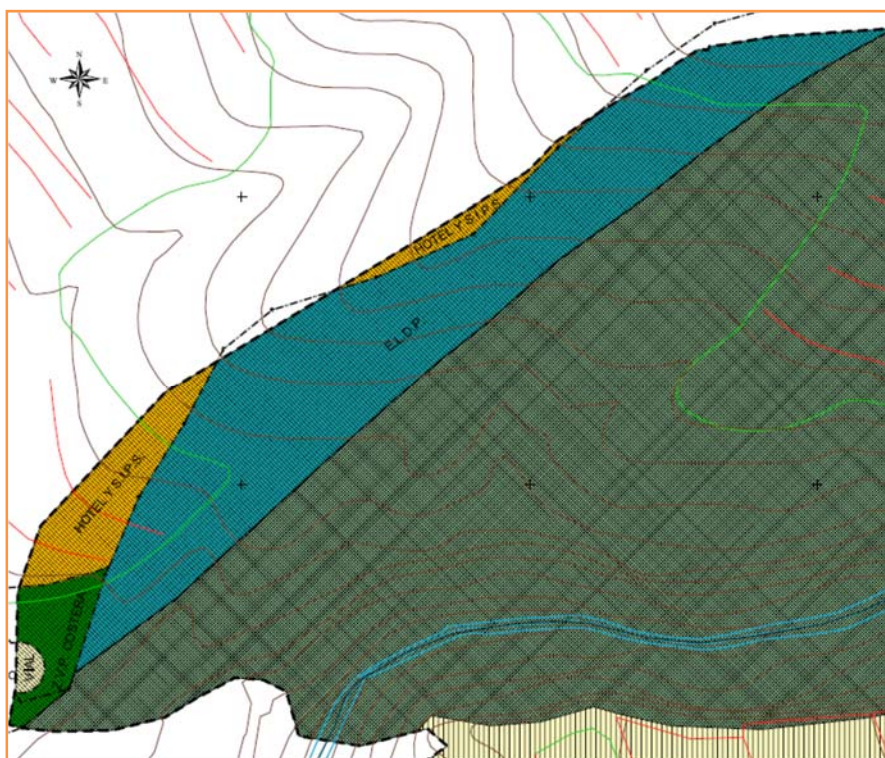 N
W E
S
HOTEL Y S.I.P.S.
E.L.D.P.
HOTEL Y S.I.P.S.
V.P. COSTERA
VIAL